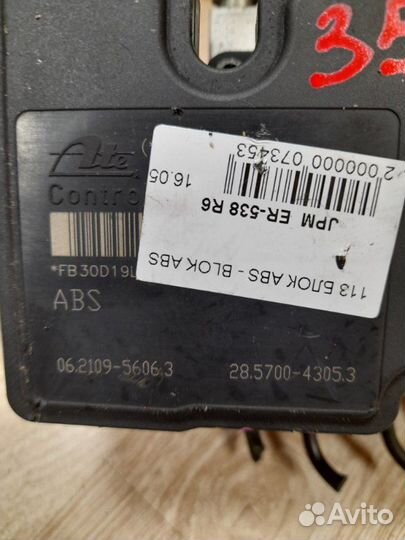 35
Ate
Contro
*FB30D19L
ABS
06.2109-5606.3
28.5700-4305.3
113 БЛОК ABS - BLOK ABS
JPM ER-538 R6
16.05
2 000000 073453
Avito